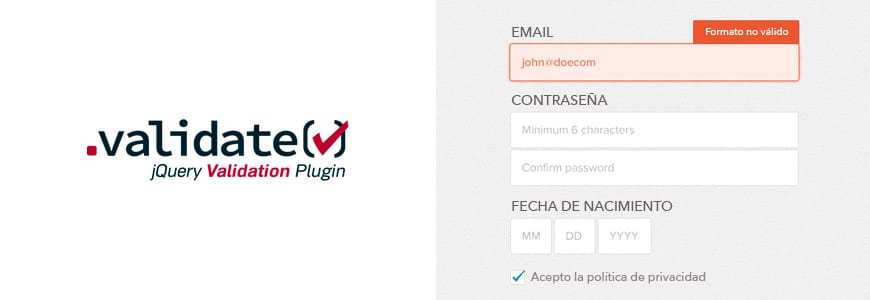 .validate(✓)
jQuery Validation Plugin
EMAIL
Formato no válido
john@doecom
CONTRASEÑA
Minimum 6 characters
Confirm password
FECHA DE NACIMIENTO
MM DD YYYY
Acepto la política de privacidad